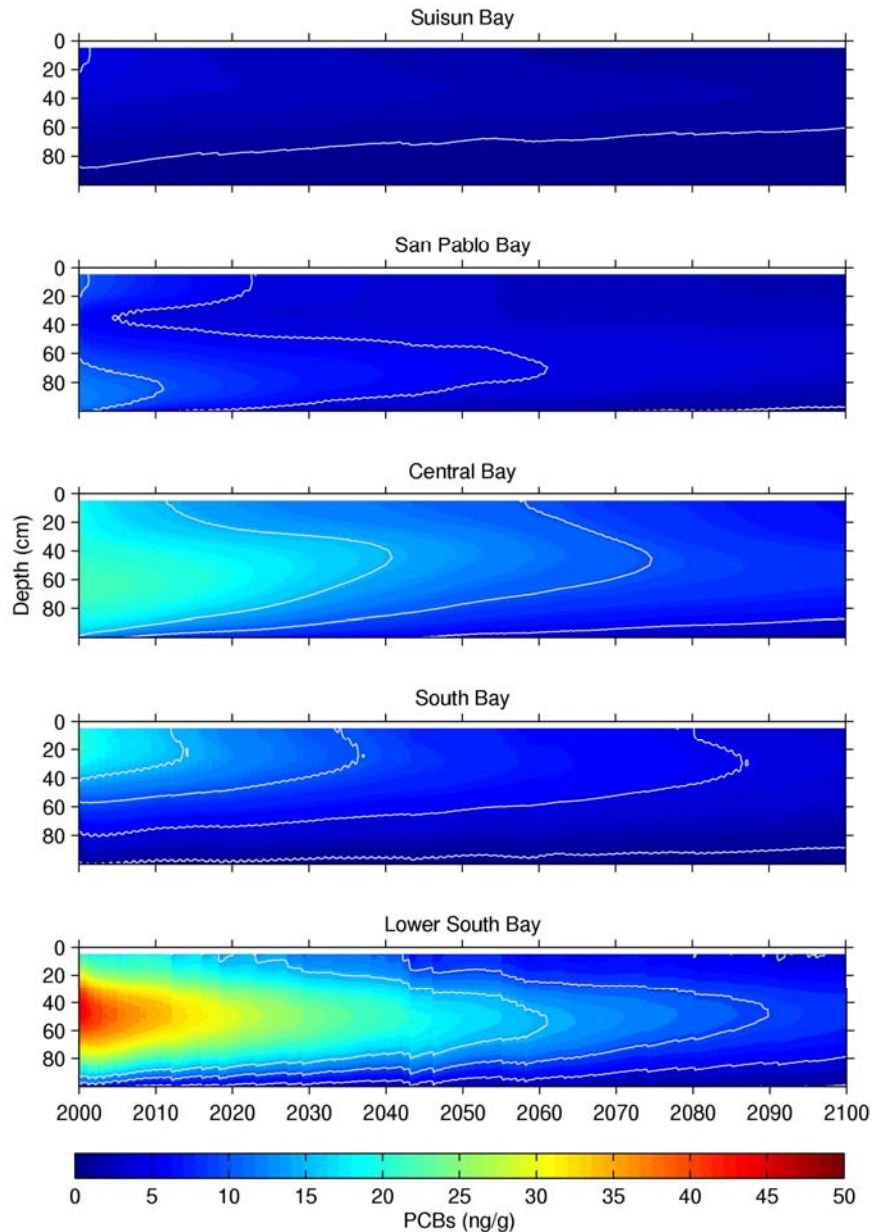 Suisun Bay
0
20
40
60
80
San Pablo Bay
0
20
40
60
80
Central Bay
0
20
40
60
80
Depth (cm)
South Bay
0
20
40
60
80
Lower South Bay
0
20
40
60
80
2000 2010 2020 2030 2040 2050 2060 2070 2080 2090 2100
0 5 10 15 20 25 30 35 40 45 50
PCBs (ng/g)